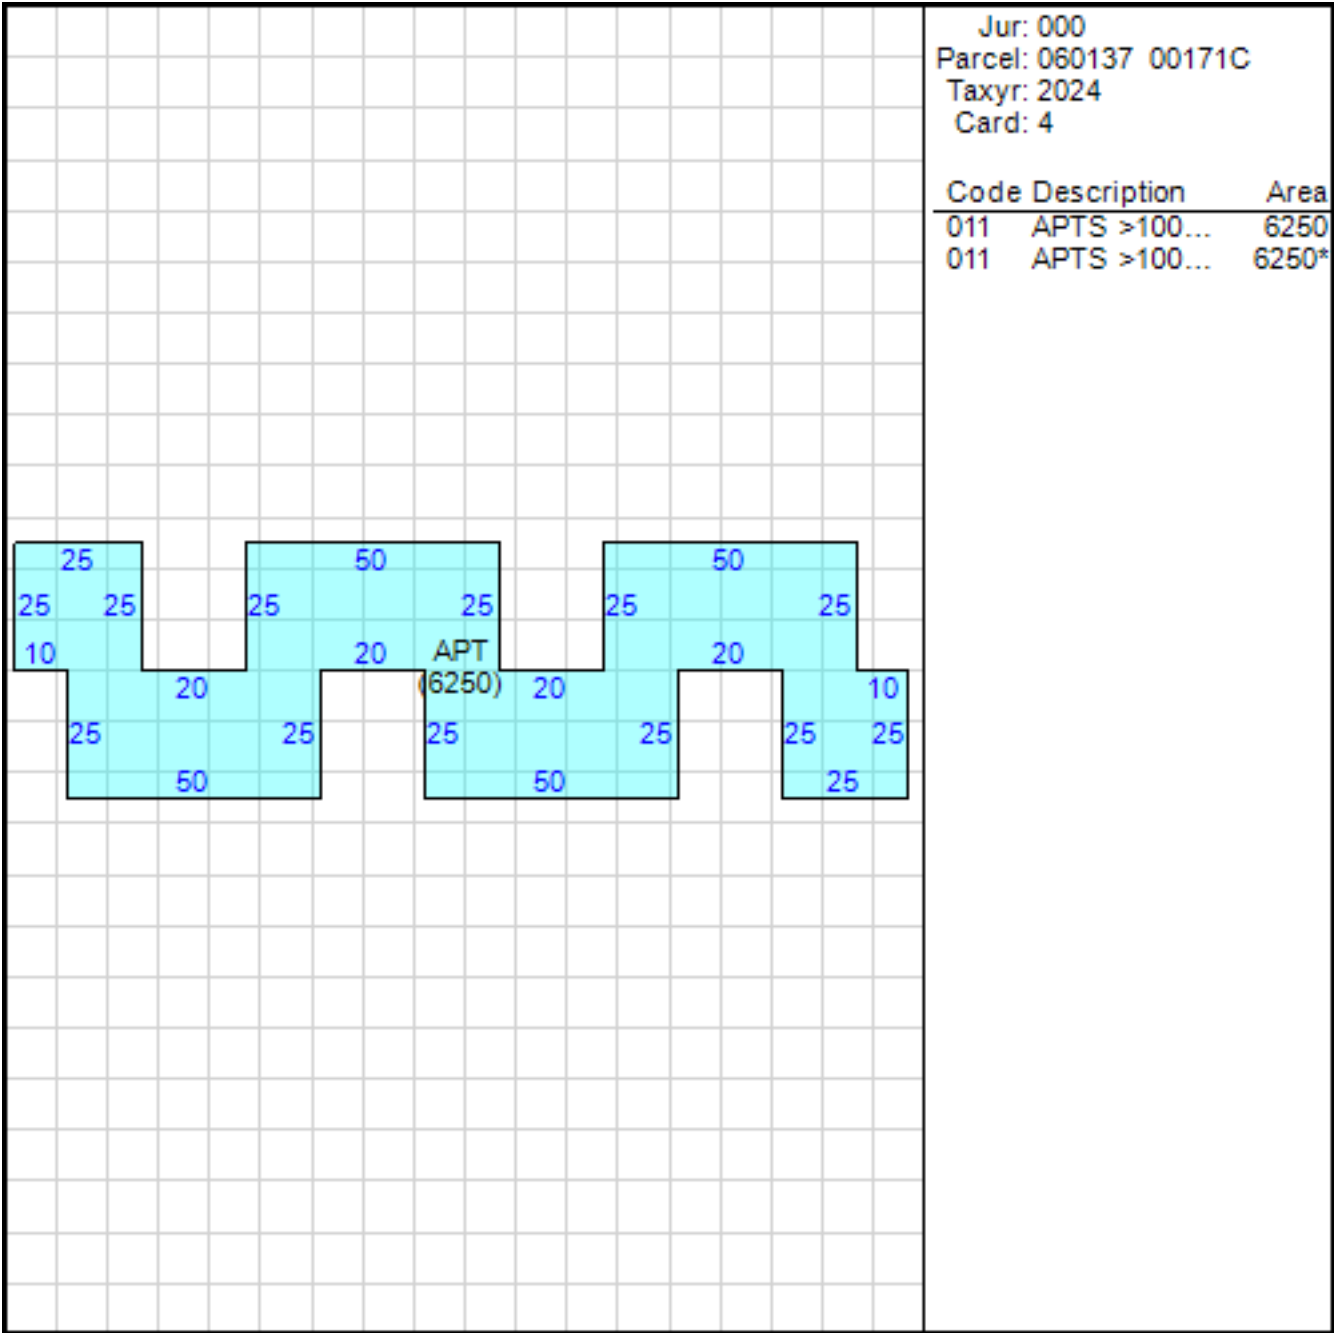 Jur: 000
Parcel: 060137 00171C
Taxyr: 2024
Card: 4
Code Description Area
011 APTS >100... 6250
011 APTS >100... 6250*
25 50 50
25 25 25 25 25 25
10 20 APT 20
(6250)
20 20 10
25 25 25 25 25 25
50 50 25